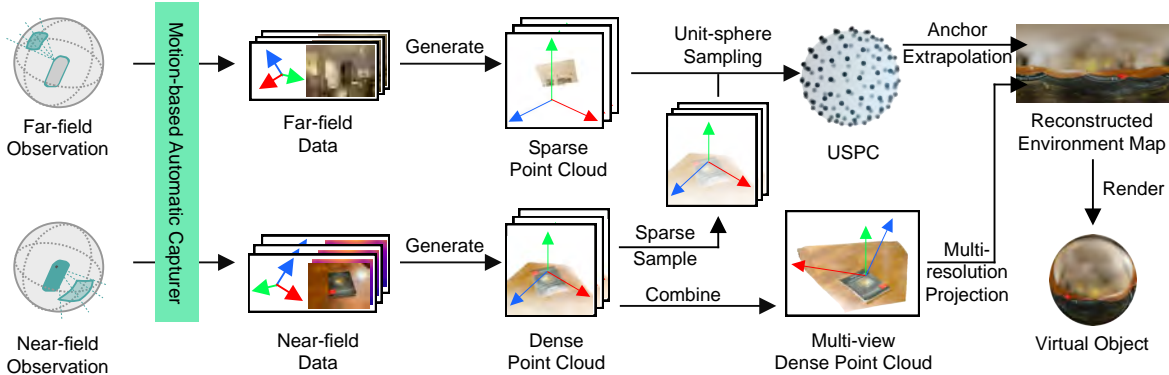 Far-field
Observation
Motion-based Automatic Capturer
Far-field
Data
Generate
Sparse
Point Cloud
Unit-sphere
Sampling
USPC
Anchor
Extrapolation
Reconstructed
Environment Map
Render
Near-field
Observation
Near-field
Data
Generate
Dense
Point Cloud
Sparse
Sample
Combine
Multi-view
Dense Point Cloud
Multi-
resolution
Projection
Virtual Object